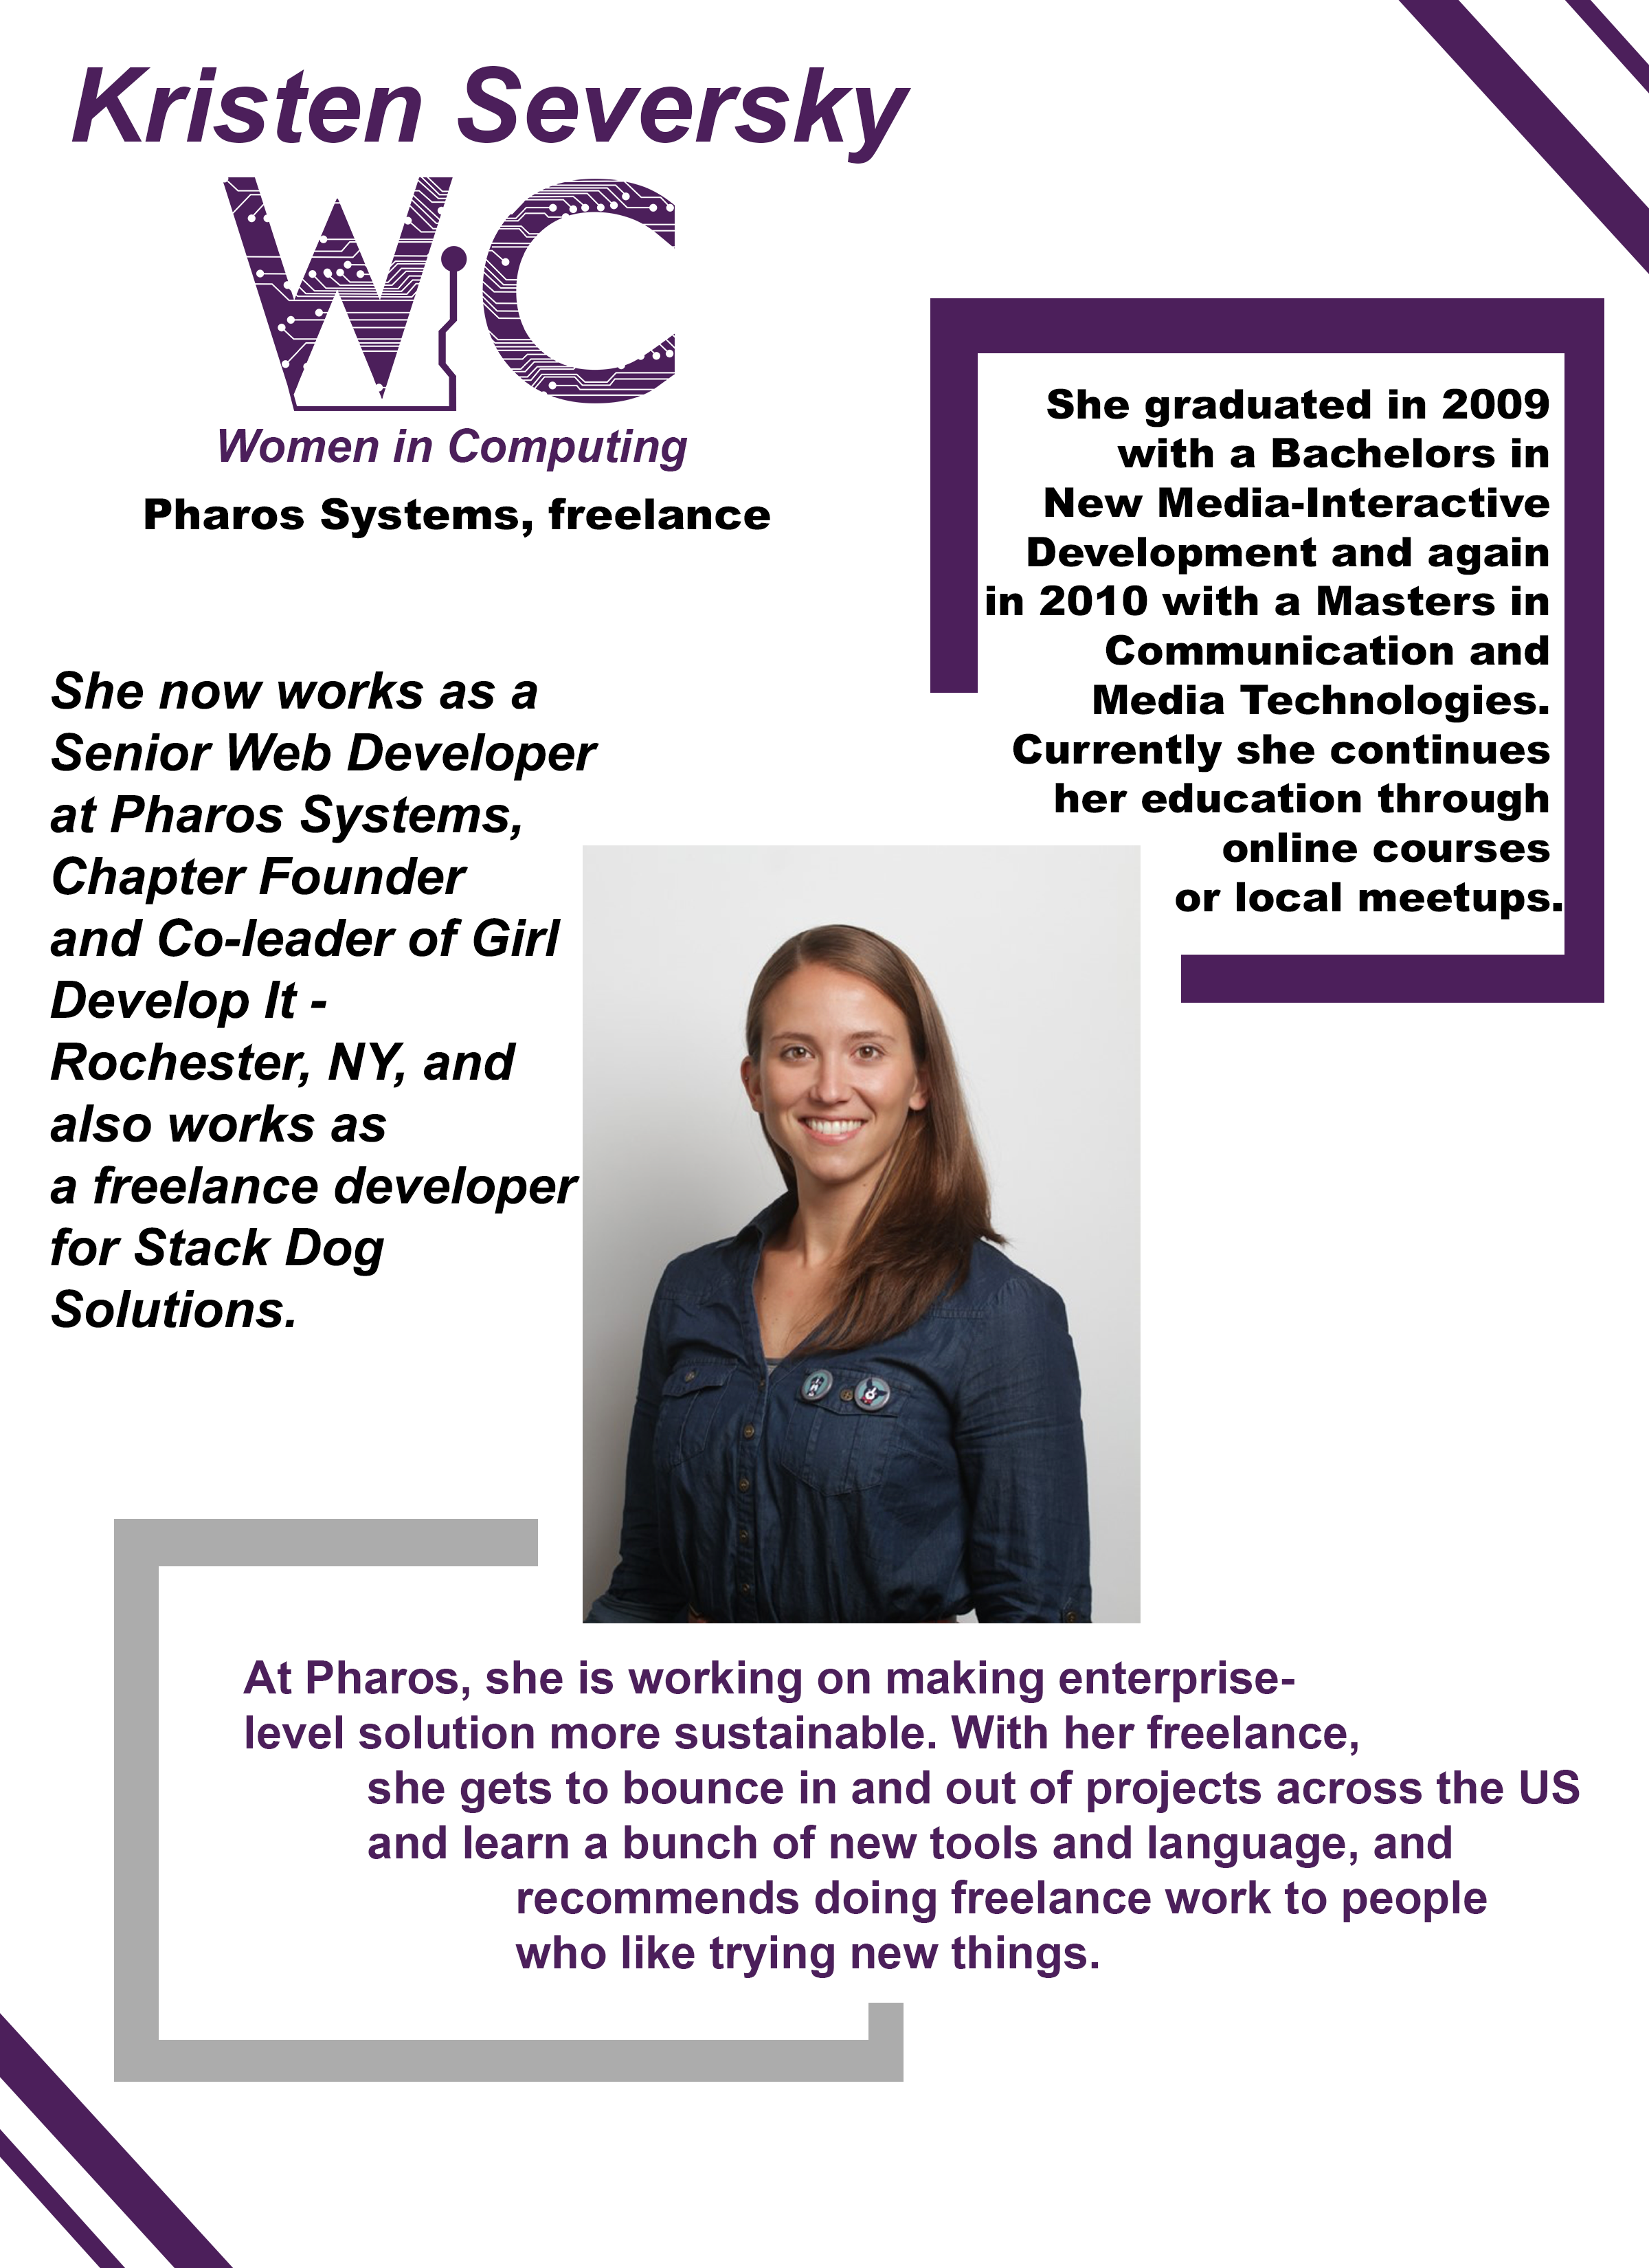 Kristen Seversky
WiC
Women in Computing
Pharos Systems, freelance
She graduated in 2009
with a Bachelors in
New Media-Interactive
Development and again
in 2010 with a Masters in
Communication and
Media Technologies.
Currently she continues
her education through
online courses
or local meetups.
She now works as a
Senior Web Developer
at Pharos Systems,
Chapter Founder
and Co-leader of Girl
Develop It -
Rochester, NY, and
also works as
a freelance developer
for Stack Dog
Solutions.
At Pharos, she is working on making enterprise-
level solution more sustainable. With her freelance,
she gets to bounce in and out of projects across the US
and learn a bunch of new tools and language, and
recommends doing freelance work to people
who like trying new things.